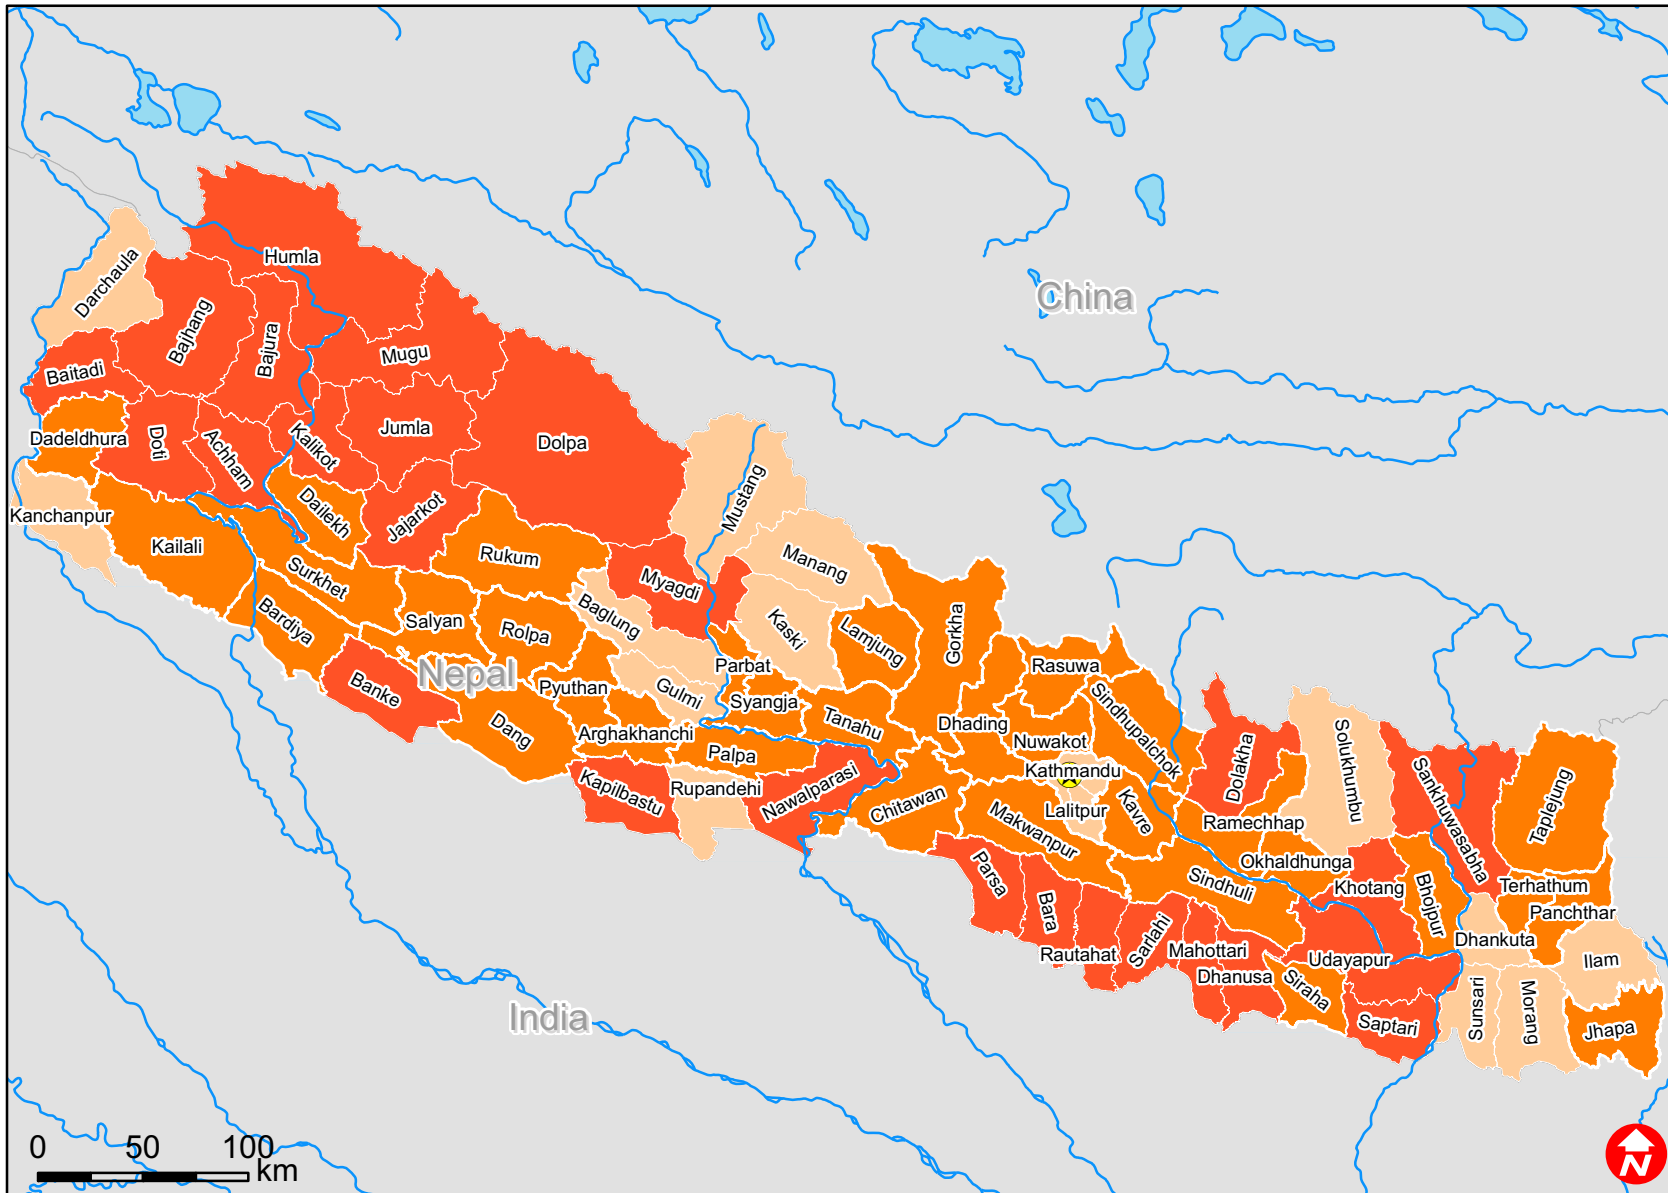 China
Humla
Darchaula
Bajhang
Bajura
Mugu
Baitadi
Jumla
Dolpa
Dadeldhura
Doti
Achham
Kalikot
Mustang
Kanchanpur
Dailekh
Jajarkot
Kailali
Rukum
Manang
Surkhet
Myagdi
Bardiya
Salyan
Rolpa
Baglung
Kaski
Lamjung
Gorkha
Nepal
Parbat
Rasuwa
Banke
Pyuthan
Gulmi
Syangja
Sindhupalchok
Dang
Arghakhanchi
Tanahu
Dhading
Nuwakot
Palpa
Kathmandu
Dolakha
Solukhumbu
Sankhuwasabha
Taplejung
Kapilbastu
Rupandehi
Nawalparasi
Chitawan
Lalitpur
Kavre
Ramechhap
Makwanpur
Okhaldhunga
Parsa
Sindhuli
Khotang
Bhojpur
Terhathum
Bara
Panchthar
Sarlahi
Dhankuta
Rautahat
Mahottari
Udayapur
Ilam
Dhanusa
Siraha
India
Saptari
Sunsari
Morang
Jhapa
0 50 100
km
N